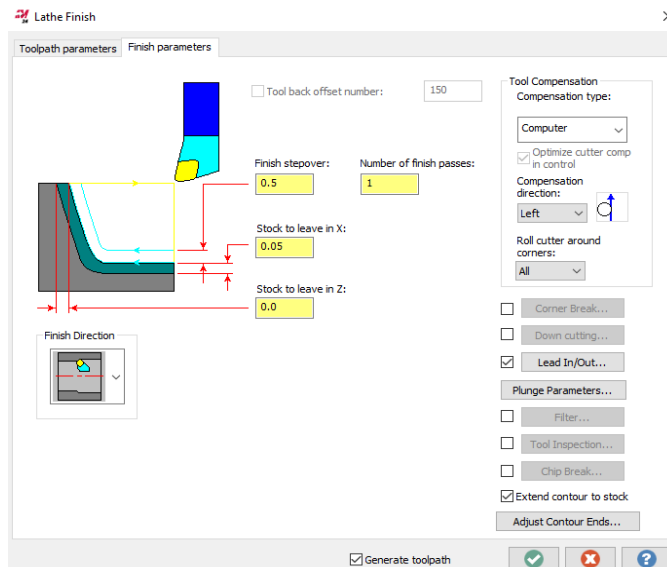 Lathe Finish
Toolpath parameters
Finish parameters
Tool back offset number:
150
Finish stepover:
0.5
Number of finish passes:
1
Stock to leave in X:
0.05
Stock to leave in Z:
0.0
Finish Direction
Tool Compensation
Compensation type:
Computer
Optimize cutter comp
in control
Compensation
direction:
Left
Roll cutter around
corners:
All
Corner Break...
Down cutting...
Lead In/Out...
Plunge Parameters...
Filter...
Tool Inspection...
Chip Break...
Extend contour to stock
Adjust Contour Ends...
Generate toolpath